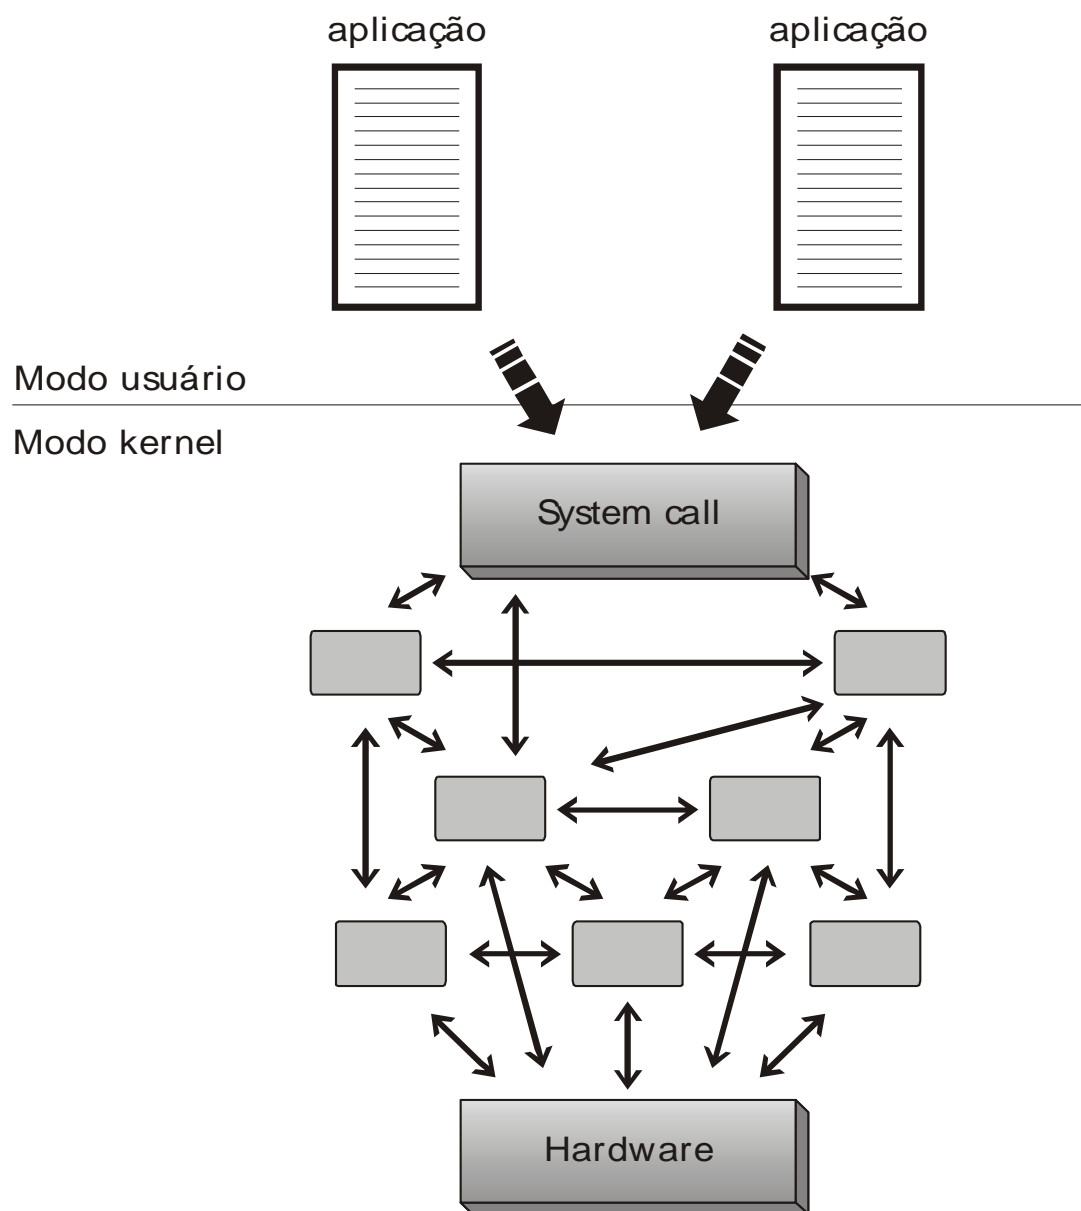 aplicação
aplicação
Modo usuário
Modo kernel
System call
Hardware